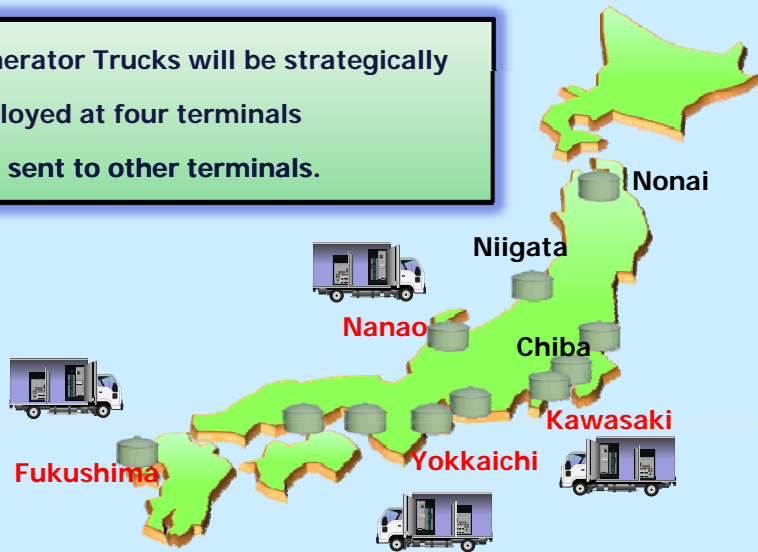 nerator Trucks will be strategically
loyed at four terminals
sent to other terminals.
Nonai
Niigata
Nanao
Chiba
Kawasaki
Yokkaichi
Fukushima